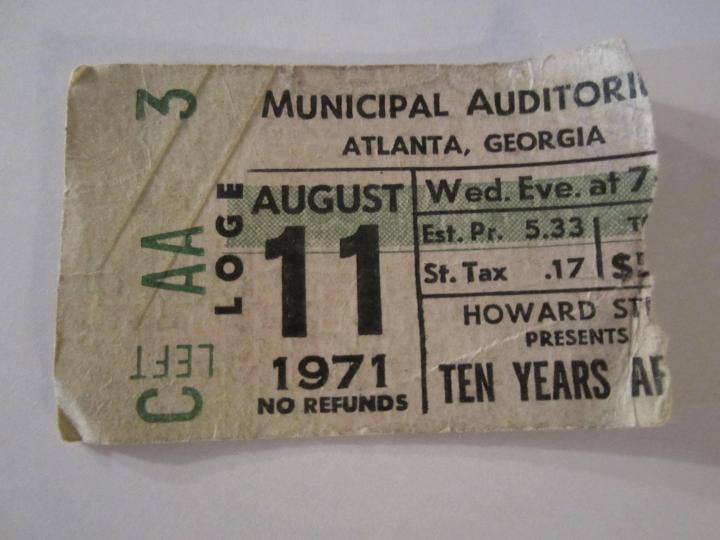 3
AA
LEFT
C
LOGE
MUNICIPAL AUDITORI
ATLANTA, GEORGIA
AUGUST
11
1971
NO REFUNDS
Wed. Eve. at 7
Est. Pr. 5.33
St. Tax .17
HOWARD ST
PRESENTS
TEN YEARS AF